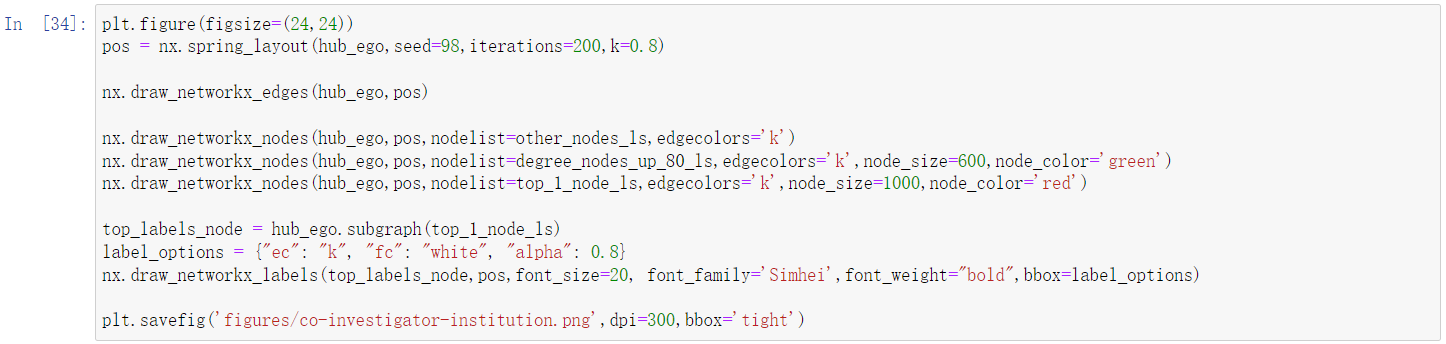 In [34]: plt.figure(figsize=(24,24))
pos = nx.spring_layout(hub_ego,seed=98,iterations=200,k=0.8)
nx.draw_networkx_edges(hub_ego,pos)
nx.draw_networkx_nodes(hub_ego,pos,nodelist=other_nodes_ls,edgecolors='k')
nx.draw_networkx_nodes(hub_ego,pos,nodelist=degree_nodes_up_80_ls,edgecolors='k',node_size=600,node_color='green')
nx.draw_networkx_nodes(hub_ego,pos,nodelist=top_1_node_ls,edgecolors='k',node_size=1000,node_color='red')
top_labels_node = hub_ego.subgraph(top_1_node_ls)
label_options = {"ec": "k", "fc": "white", "alpha": 0.8}
nx.draw_networkx_labels(top_labels_node,pos,font_size=20, font_family='Simhei',font_weight="bold",bbox=label_options)
plt.savefig('figures/co-investigator-institution.png',dpi=300,bbox='tight')